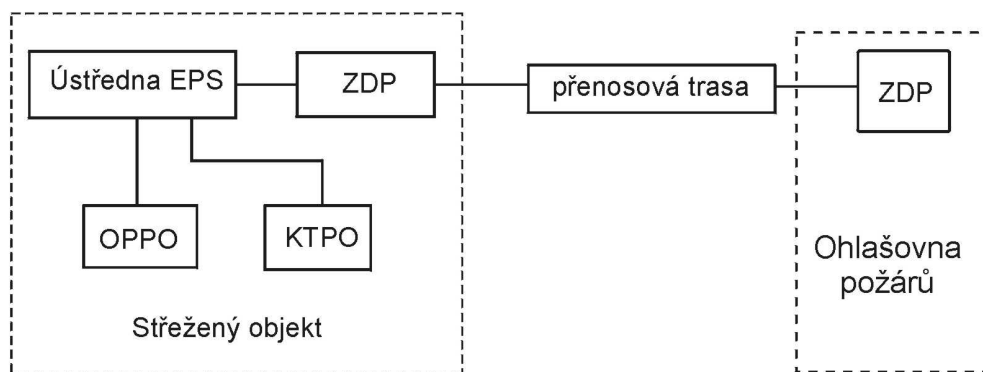 Ústředna EPS
ZDP
přenosová trasa
ZDP
OPPO
KTPO
Ohlašovna
požárů
Střežený objekt